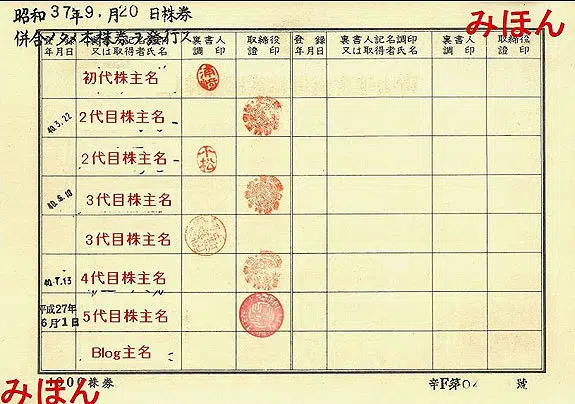 昭和37年9.月20日株券
みほん
併合ノタメ本株券ヲ発行ス
登録年月日 裏書人記名調印又は取得者氏名 裏書人調印 取締役證印 登録年月日 裏書人記名調印又は取得者氏名 裏書人調印 取締役證印
初代株主名
40.3.22 2代目株主名
2代目株主名 小松
3代目株主名
3代目株主名
40.7.13 4代目株主名
平成27年6月1日 5代目株主名
Blog主名
みほん
000株券 辛F第0 號